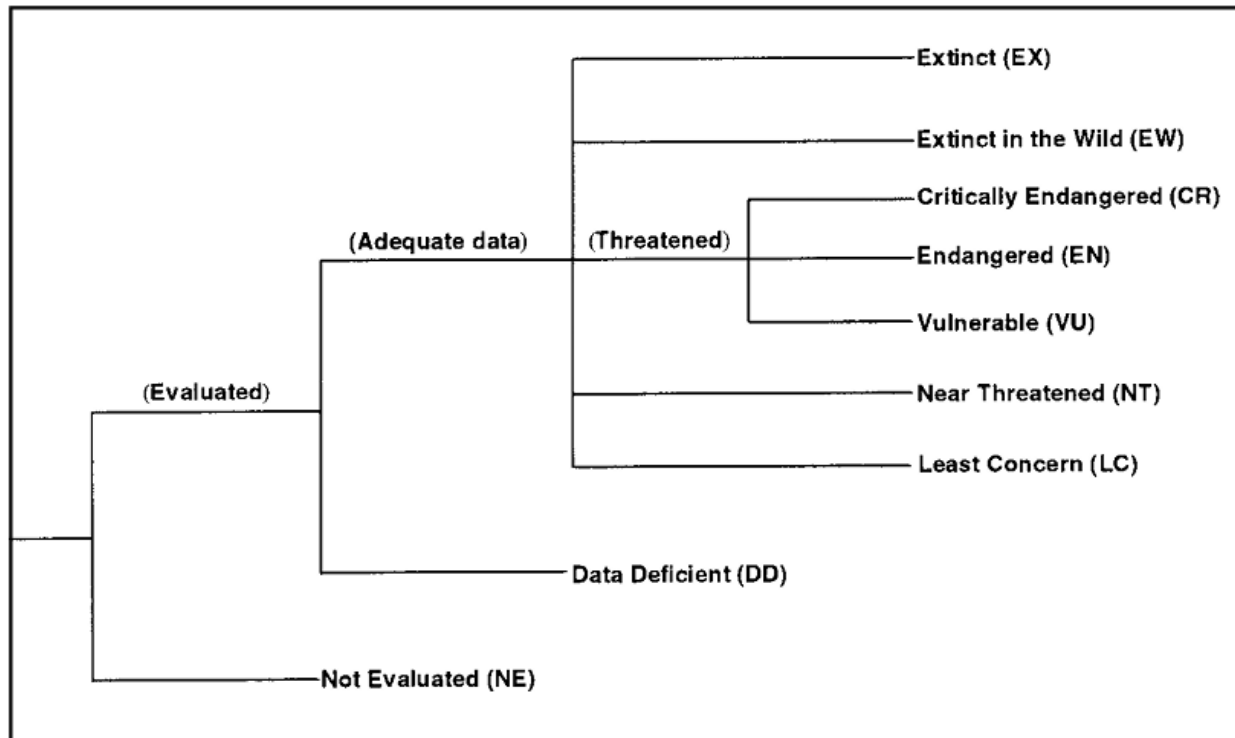 Extinct (EX)
Extinct in the Wild (EW)
Critically Endangered (CR)
(Adequate data)
(Threatened)
Endangered (EN)
Vulnerable (VU)
(Evaluated)
Near Threatened (NT)
Least Concern (LC)
Data Deficient (DD)
Not Evaluated (NE)